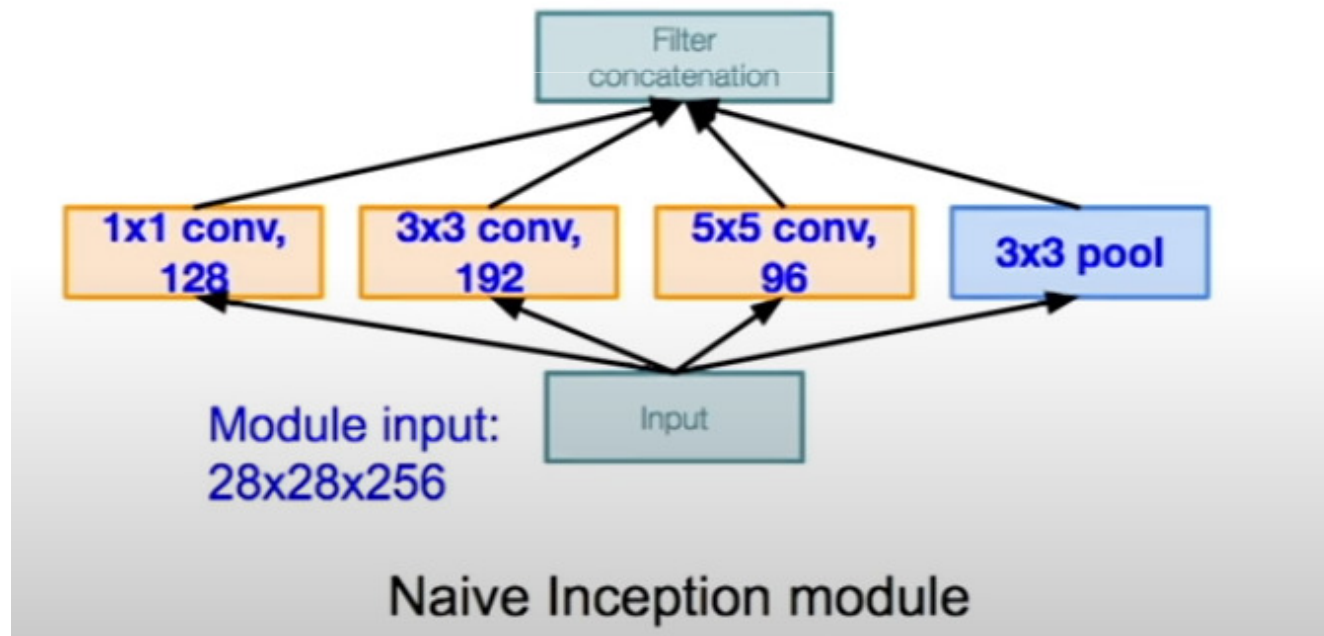 Filter
concatenation
1x1 conv,
128
3x3 conv,
192
5x5 conv,
96
3x3 pool
Input
Module input:
28x28x256
Naive Inception module